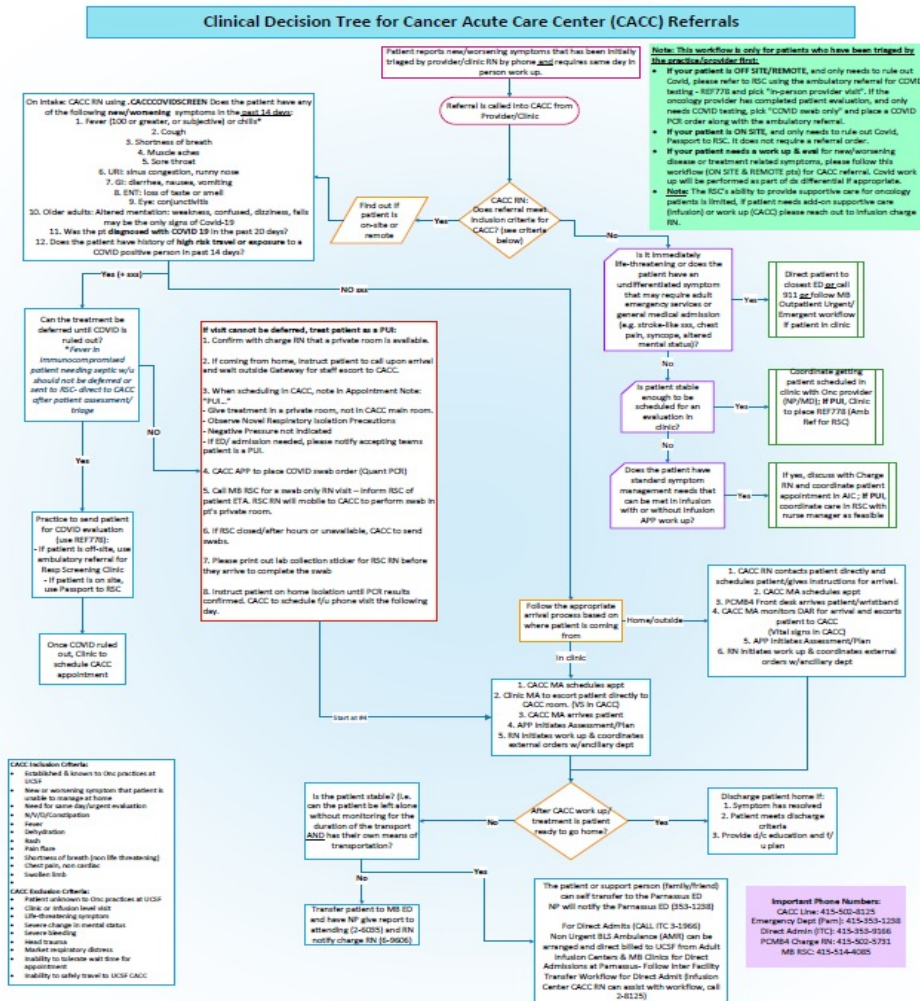 Clinical Decision Tree for Cancer Acute Care Center (CACC) Referrals
Patient reports new/worsening symptoms that has been initially
triaged by provider/clinic RN by phone and requires same day in
person work up.
Referral is called into CACC from
Provider/Clinic
CACC RN:
Does referral meet
inclusion criteria for
CACC? (see criteria
below)
Yes
No
Find out if
patient is
on-site or
remote
Note: This workflow is only for patients who have been triaged by
the practice/provider first:
• If your patient is OFF SITE/REMOTE, and only needs to rule out
Covid, please refer to RSC using the ambulatory referral for COVID
testing - REF778 and pick "in-person provider visit". If the
oncology provider has completed patient evaluation, and only
needs COVID testing, pick "COVID swab only" and place a COVID
PCR order along with the ambulatory referral.
• If your patient is ON SITE, and only needs to rule out Covid,
Passport to RSC. It does not require a referral order.
• If your patient needs a work up & eval for new/worsening
disease or treatment related symptoms, please follow this
workflow (ON SITE & REMOTE pts) for CACC referral. Covid work
up will be performed as part of ds differential if appropriate.
• Note: The RSC's ability to provide supportive care for oncology
patients is limited, if patient needs add-on supportive care
(infusion) or work up (CACC) please reach out to infusion charge
RN.
On Intake: CACC RN using .CACCCOVIDSCREEN Does the patient have any
of the following new/worsening symptoms in the past 14 days:
1. Fever (100 or greater, or subjective) or chills*
2. Cough
3. Shortness of breath
4. Muscle aches
5. Sore throat
6. URI: sinus congestion, runny nose
7. GI: diarrhea, nausea, vomiting
8. ENT: loss of taste or smell
9. Eye: conjunctivitis
10. Older adults: Altered mentation: weakness, confused, dizziness, falls
may be the only signs of Covid-19
11. Was the pt diagnosed with COVID 19 in the past 20 days?
12. Does the patient have history of high risk travel or exposure to a
COVID positive person in past 14 days?
Yes (+ sxs)
NO sxs
Can the treatment be
deferred until COVID is
ruled out?
*Fever in
immunocompromised
patient needing septic w/u
should not be deferred or
sent to RSC- direct to CACC
after patient assessment/
triage
NO
Yes
Practice to send patient
for COVID evaluation
(use REF778):
- If patient is off-site, use
ambulatory referral for
Resp Screening Clinic
- If patient is on site,
use Passport to RSC
Once COVID ruled
out, Clinic to
schedule CACC
appointment
If visit cannot be deferred, treat patient as a PUI:
1. Confirm with charge RN that a private room is available.
2. If coming from home, instruct patient to call upon arrival
and wait outside Gateway for staff escort to CACC.
3. When scheduling in CACC, note in Appointment Note:
"PUI..."
- Give treatment in a private room, not in CACC main room.
- Observe Novel Respiratory Isolation Precautions
- Negative Pressure not indicated
- If ED/ admission needed, please notify accepting teams
patient is a PUI.
4. CACC APP to place COVID swab order (Quant PCR)
5. Call MB RSC for a swab only RN visit – inform RSC of
patient ETA. RSC RN will mobile to CACC to perform swab in
pt's private room.
6. If RSC closed/after hours or unavailable, CACC to send
swabs.
7. Please print out lab collection sticker for RSC RN before
they arrive to complete the swab
8. Instruct patient on home isolation until PCR results
confirmed. CACC to schedule f/u phone visit the following
day.
Start at #4
Is it immediately
life-threatening or does the
patient have an
undifferentiated symptom
that may require adult
emergency services or
general medical admission
(e.g. stroke-like sxs, chest
pain, syncope, altered
mental status)?
Yes
Direct patient to
closest ED or call
911 or follow MB
Outpatient Urgent/
Emergent workflow
if patient in clinic
No
Is patient stable
enough to be
scheduled for an
evaluation in
clinic?
Yes
Coordinate getting
patient scheduled in
clinic with Onc provider
(NP/MD); If PUI, Clinic
to place REF778 (Amb
Ref for RSC)
No
Does the patient have
standard symptom
management needs that
can be met in infusion
with or without Infusion
APP work up?
Yes
If yes, discuss with Charge
RN and coordinate patient
appointment in AIC; If PUI,
coordinate care in RSC with
nurse manager as feasible
Follow the appropriate
arrival process based on
where patient is coming
from
Home/outside
In clinic
1. CACC RN contacts patient directly and
schedules patient/gives instructions for arrival.
2. CACC MA schedules appt
3. PCMB4 Front desk arrives patient/wristband
4. CACC MA monitors DAR for arrival and escorts
patient to CACC
(Vital signs in CACC)
5. APP Initiates Assessment/Plan
6. RN Initiates work up & coordinates external
orders w/ancillary dept
1. CACC MA schedules appt
2. Clinic MA to escort patient directly to
CACC room. (VS in CACC)
3. CACC MA arrives patient
4. APP Initiates Assessment/Plan
5. RN Initiates work up & coordinates
external orders w/ancillary dept
After CACC work up/
treatment is patient
ready to go home?
Yes
No
Discharge patient home if:
1. Symptom has resolved
2. Patient meets discharge
criteria
3. Provide d/c education and f/
u plan
Is the patient stable? (i.e.
can the patient be left alone
without monitoring for the
duration of the transport
AND has their own means of
transportation?
No
Yes
Transfer patient to MB ED
and have NP give report to
attending (2-6035) and RN
notify charge RN (6-9606)
The patient or support person (family/friend)
can self transfer to the Parnassus ED
NP will notify the Parnassus ED (353-1238)
For Direct Admits (CALL ITC 3-1966)
Non Urgent BLS Ambulance (AMR) can be
arranged and direct billed to UCSF from Adult
Infusion Centers & MB Clinics for Direct
Admissions at Parnassus- Follow Inter Facility
Transfer Workflow for Direct Admit (Infusion
Center CACC RN can assist with workflow, call
2-8125)
CACC Inclusion Criteria:
• Established & known to Onc practices at
UCSF
• New or worsening symptom that patient is
unable to manage at home
• Need for same day/urgent evaluation
• N/V/D/Constipation
• Fever
• Dehydration
• Rash
• Pain flare
• Shortness of breath (non life threatening)
• Chest pain, non cardiac
• Swollen limb
•
CACC Exclusion Criteria:
• Patient unknown to Onc practices at UCSF
• Clinic or Infusion level visit
• Life-threatening symptom
• Severe change in mental status
• Severe bleeding
• Head trauma
• Market respiratory distress
• Inability to tolerate wait time for
appointment
• Inability to safely travel to UCSF CACC
Important Phone Numbers:
CACC Line: 415-502-8125
Emergency Dept (Parn): 415-353-1238
Direct Admin (ITC): 415-353-9166
PCMB4 Charge RN: 415-502-5731
MB RSC: 415-514-4085